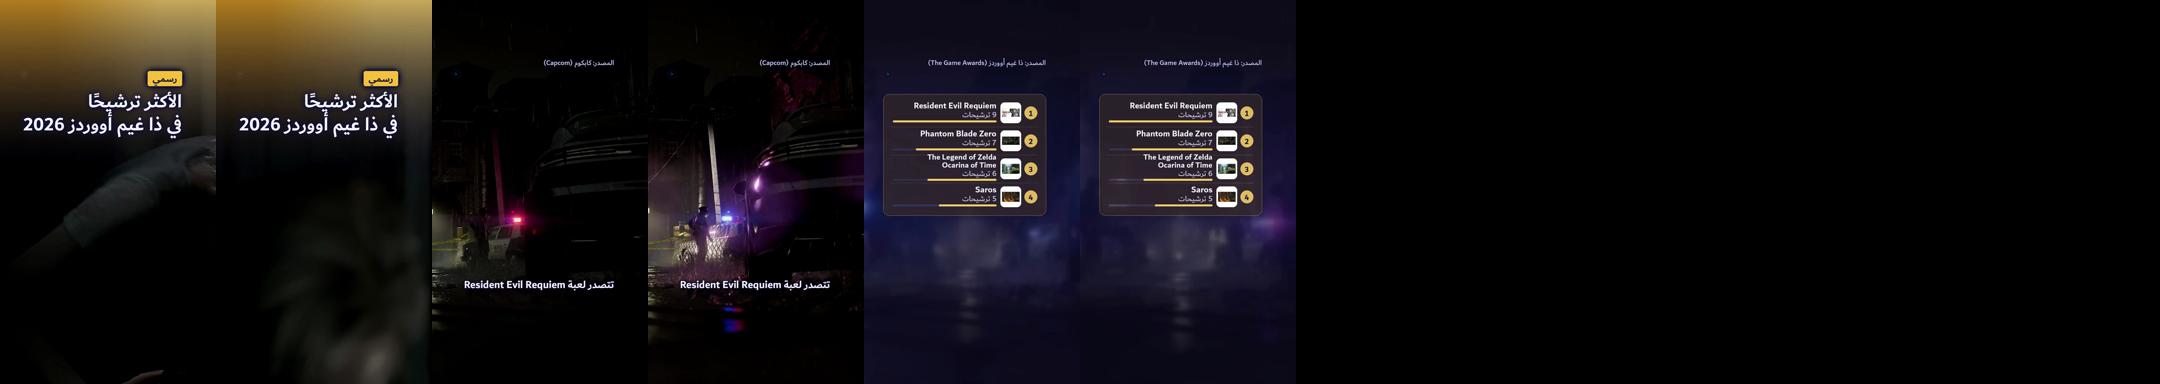 رسمي
الأكثر ترشيحًا
في ذا غيم أووردز 2026
رسمي
الأكثر ترشيحًا
في ذا غيم أووردز 2026
المصدر: كابكوم (Capcom)
تتصدر لعبة Resident Evil Requiem
المصدر: كابكوم (Capcom)
تتصدر لعبة Resident Evil Requiem
المصدر: ذا غيم أووردز (The Game Awards)
1
Resident Evil Requiem
9 ترشيحات
2
Phantom Blade Zero
7 ترشيحات
3
The Legend of Zelda
Ocarina of Time
6 ترشيحات
4
Saros
5 ترشيحات
المصدر: ذا غيم أووردز (The Game Awards)
1
Resident Evil Requiem
9 ترشيحات
2
Phantom Blade Zero
7 ترشيحات
3
The Legend of Zelda
Ocarina of Time
6 ترشيحات
4
Saros
5 ترشيحات